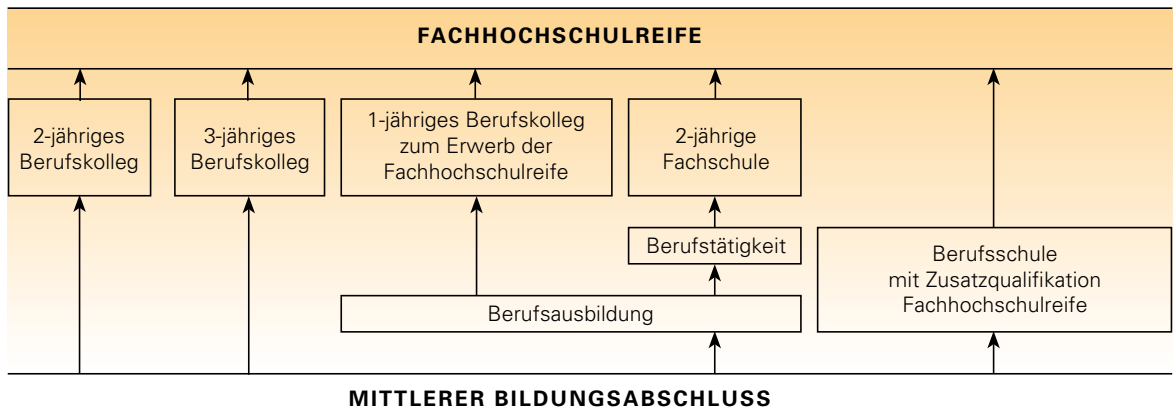 FACHHOCHSCHULREIFE
2-jähriges
Berufskolleg
3-jähriges
Berufskolleg
1-jähriges Berufskolleg
zum Erwerb der
Fachhochschulreife
2-jährige
Fachschule
Berufstätigkeit
Berufsschule
mit Zusatzqualifikation
Fachhochschulreife
Berufsausbildung
MITTLERER BILDUNGSABSCHLUSS